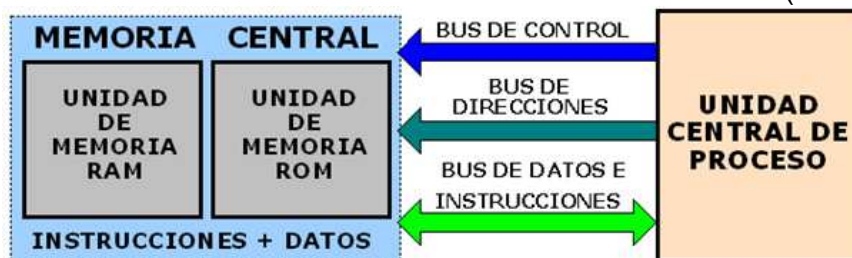 MEMORIA CENTRAL
UNIDAD
DE
MEMORIA
RAM
UNIDAD
DE
MEMORIA
ROM
INSTRUCCIONES + DATOS
BUS DE CONTROL
BUS DE
DIRECCIONES
BUS DE DATOS E
INSTRUCCIONES
UNIDAD
CENTRAL DE
PROCESO